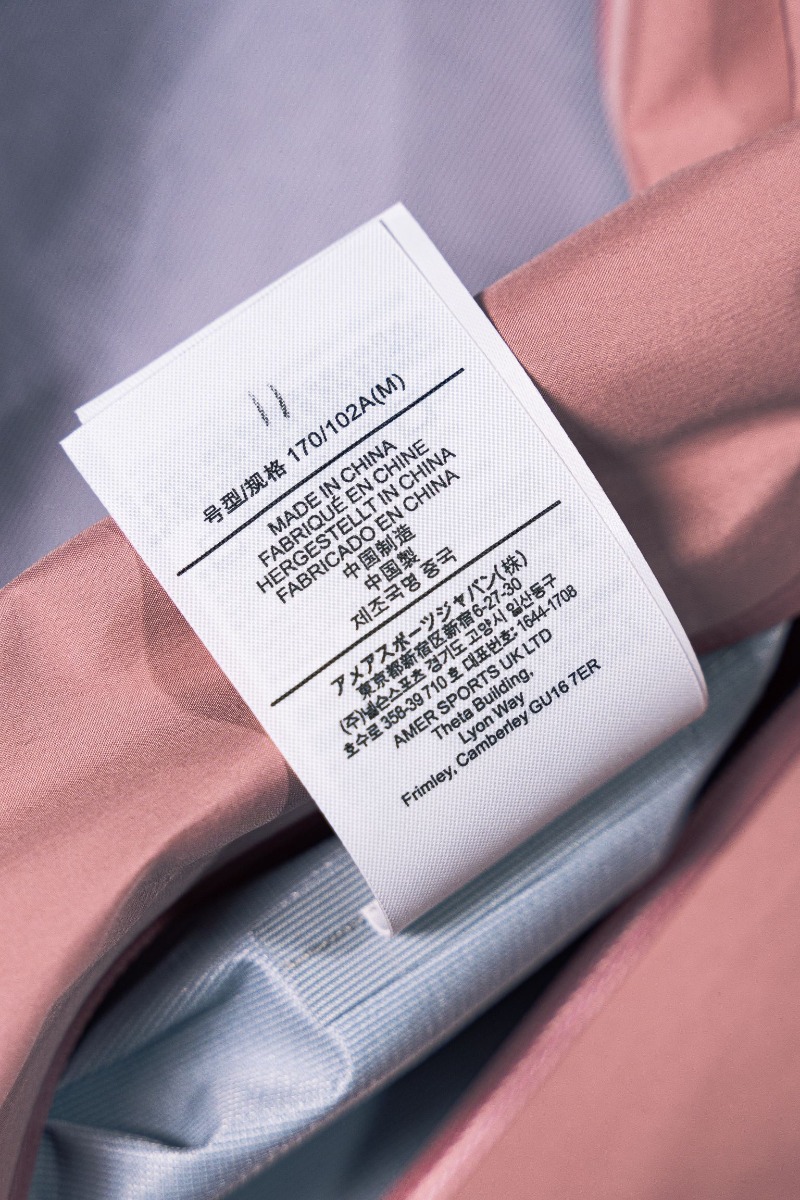 号型/规格 170/102A(M)
MADE IN CHINA
FABRIQUÉ EN CHINE
HERGESTELLT IN CHINA
FABRICADO EN CHINA
中国制造
中国製
제조국명 중국
アメアスポーツジャパン(株)
東京都新宿区新宿6-27-30
(주)넬슨스포츠 경기도 고양시 일산동구
호수로 358-39 710 호 대표번호: 1644-1708
AMER SPORTS UK LTD
Theta Building,
Lyon Way
Frimley, Camberley GU16 7ER